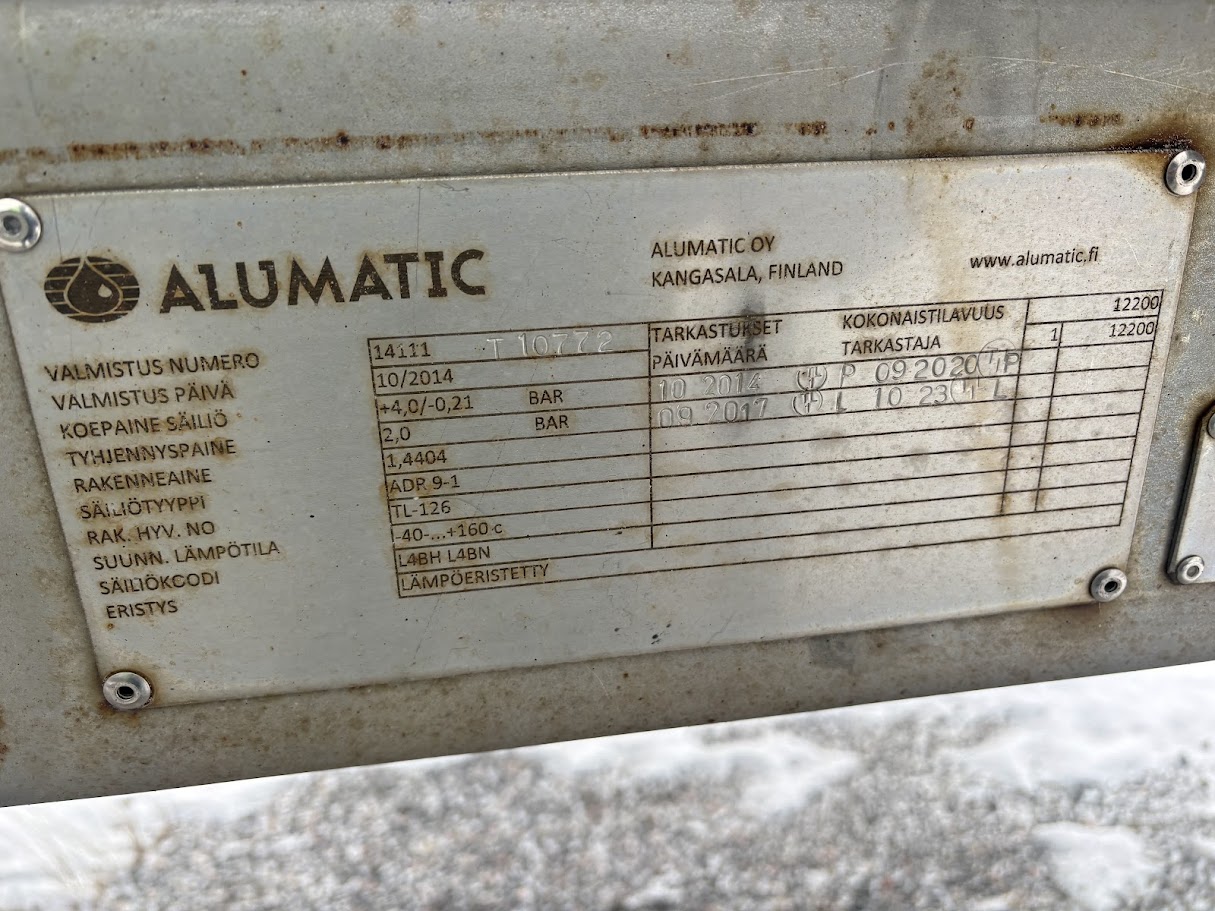 ALUMATIC
ALUMATIC OY
KANGASALA, FINLAND
www.alumatic.fi
VALMISTUS NUMERO 14111 T 10772
VALMISTUS PÄIVÄ 10/2014
KOEPAINE SÄILIÖ +4,0/-0,21 BAR
TYHJENNYSPAINE 2,0 BAR
RAKENNEAINE 1,4404
SÄILIÖTYYPPI ADR 9-1
RAK. HYV. NO TL-126
SUUNN. LÄMPÖTILA -40-...+160 c
SÄILIÖKOODI L4BH L4BN
ERISTYS LÄMPÖERISTETTY
TARKASTUKSET KOKONAISTILAVUUS 12200
PÄIVÄMÄÄRÄ TARKASTAJA 1 12200
10 2014 P 09 2020 P
09 2017 L 10 23 L